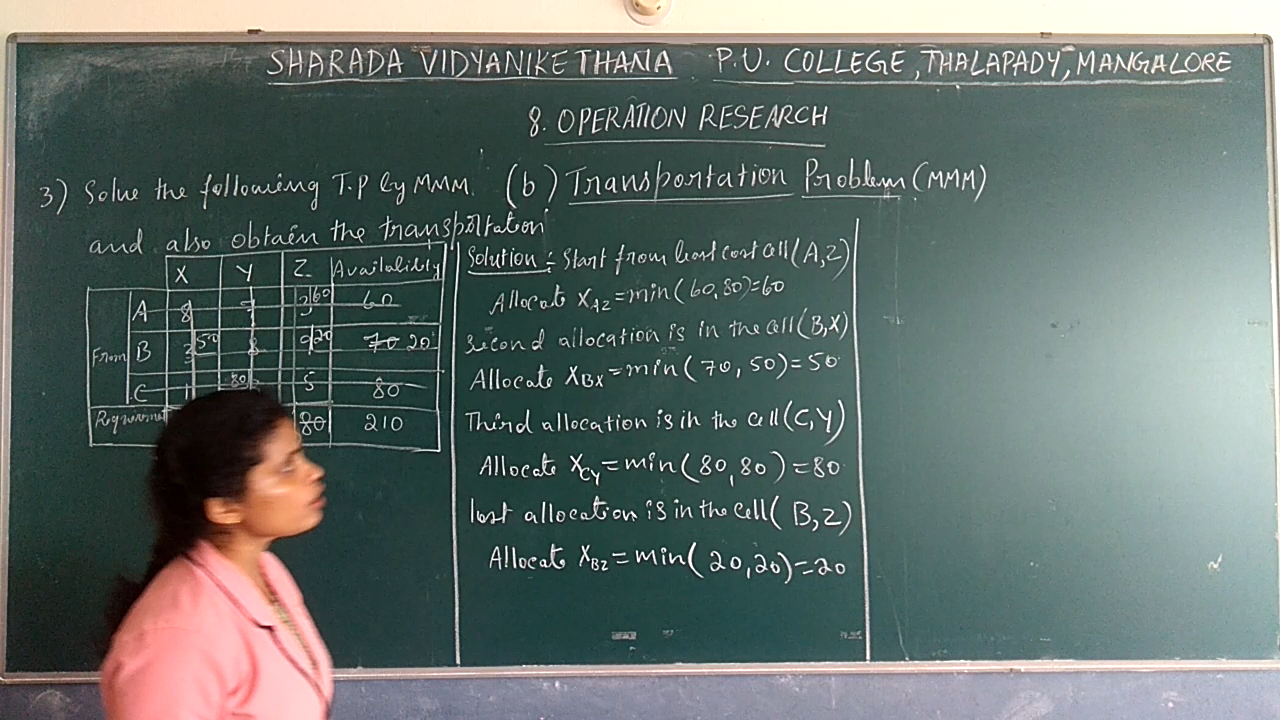 SHARADA VIDYANIKETHANA P.U. COLLEGE, THALAPADY, MANGALORE
8. OPERATION RESEARCH
(b) Transportation Problem (MMM)
3) Solve the following T.P by MMM.
and also obtain the transportation
X Y Z Availability
From
A 8 7 3 60 60
B 3 50 8 9 20 70 20
C 80 5 80
Requirement 80 210
Solution:- Start from least cost cell (A,Z)
Allocate XAZ = min(60,80)=60
Second allocation is in the cell (B,X)
Allocate XBX = min(70,50)=50
Third allocation is in the cell (C,Y)
Allocate XCY = min(80,80)=80
last allocation is in the cell (B,Z)
Allocate XBZ = min(20,20)=20